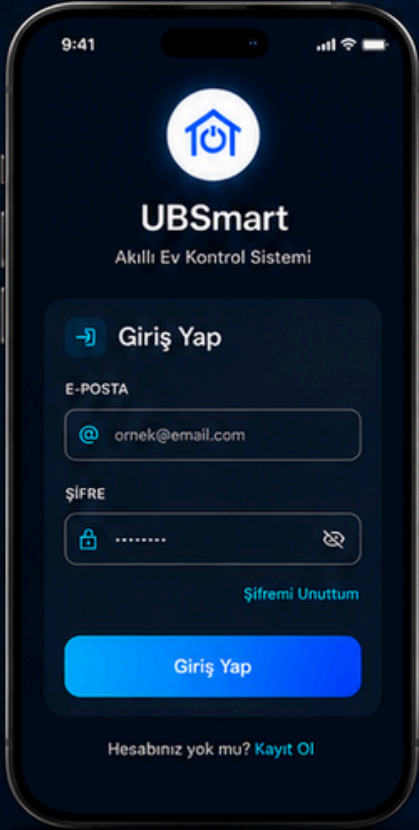 9:41
UBSmart
Akıllı Ev Kontrol Sistemi
Giriş Yap
E-POSTA
@ ornek@email.com
ŞİFRE
........
Şifremi Unuttum
Giriş Yap
Hesabınız yok mu? Kayıt Ol